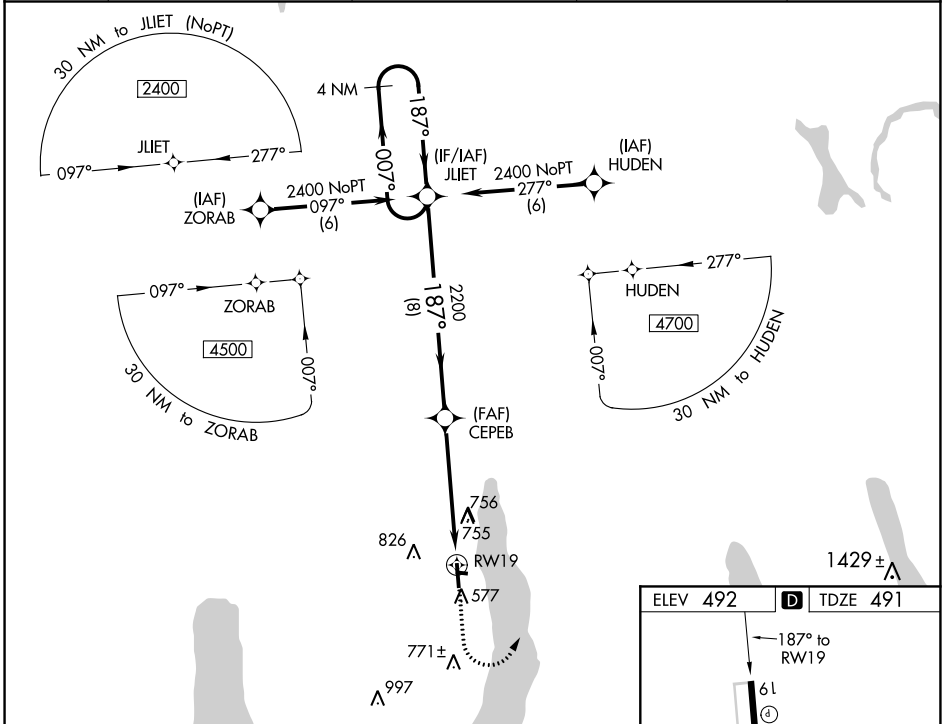 30 NM to JLIET (NoPT)
2400
JLIET
097°
277°
4 NM
187°
007°
(IF/IAF)
JLIET
(IAF)
HUDEN
2400 NoPT
277°
(6)
(IAF)
ZORAB
2400 NoPT
097°
(6)
2200
187°
(8)
097°
ZORAB
4500
007°
30 NM to ZORAB
277°
HUDEN
4700
007°
30 NM to HUDEN
(FAF)
CEPEB
756
755
826
RW19
577
771±
997
1429±
ELEV 492
D
TDZE 491
187° to
RW19
19
P